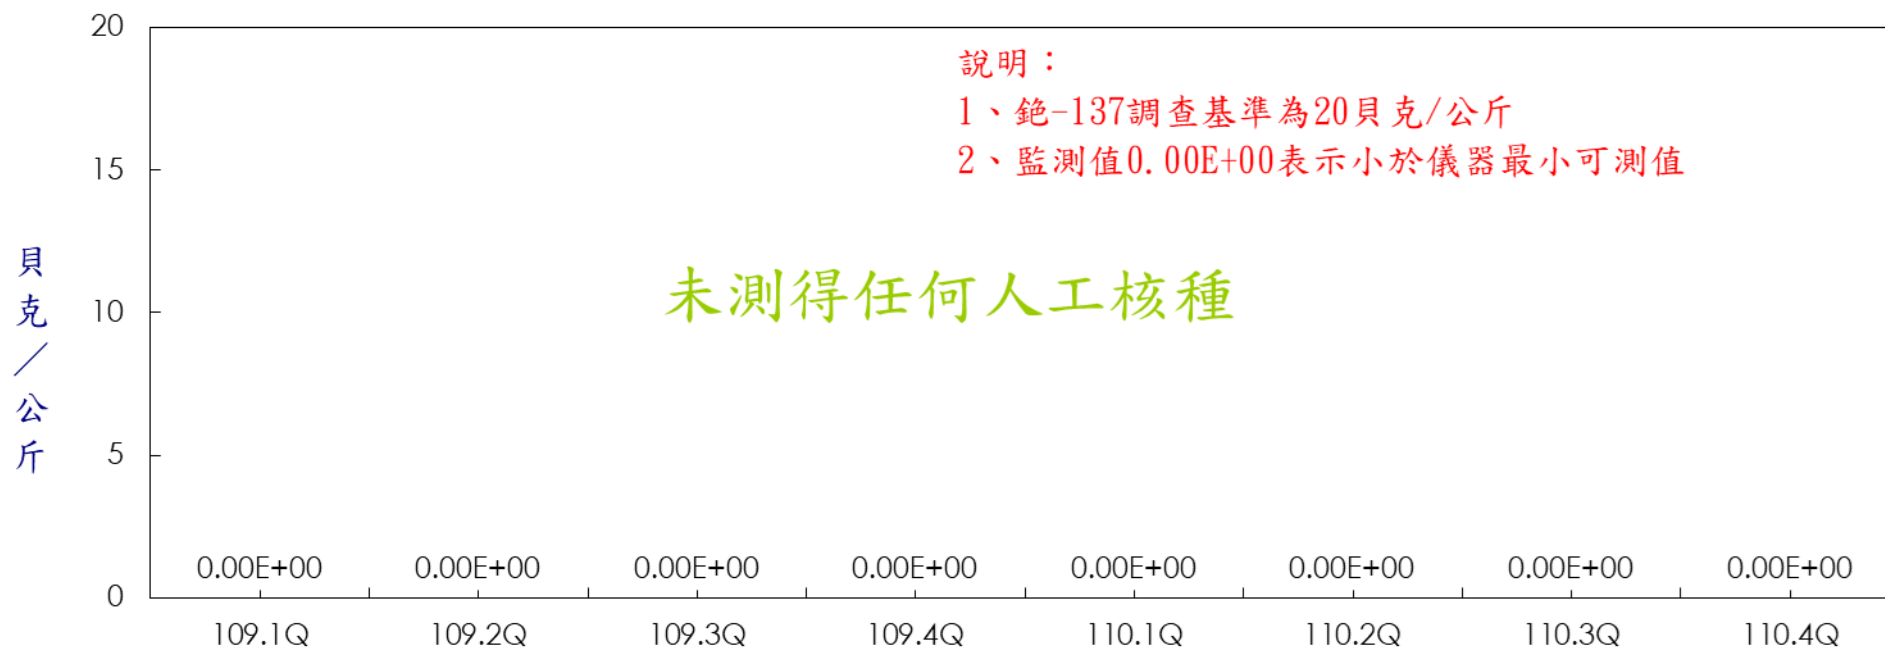 20
說明：
1、銫-137調查基準為20貝克/公斤
2、監測值0.00E+00表示小於儀器最小可測值
15
貝克／公斤
未測得任何人工核種
10
5
0.00E+00 0.00E+00 0.00E+00 0.00E+00 0.00E+00 0.00E+00 0.00E+00 0.00E+00
0
109.1Q 109.2Q 109.3Q 109.4Q 110.1Q 110.2Q 110.3Q 110.4Q